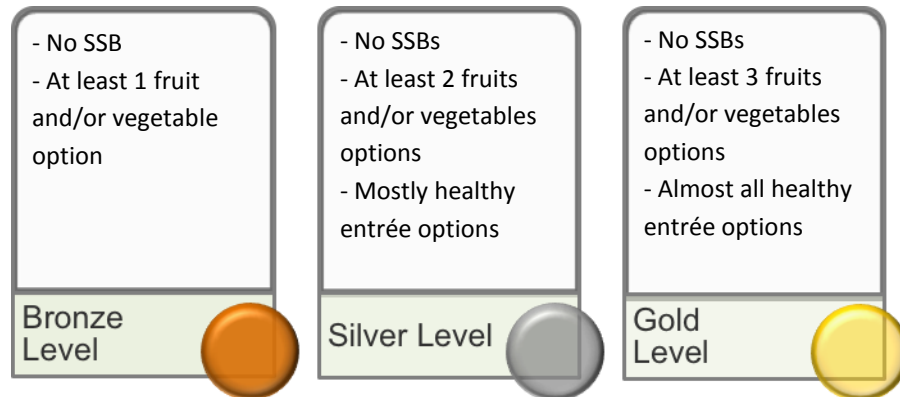 - No SSB
- At least 1 fruit
and/or vegetable
option
Bronze
Level
- No SSBs
- At least 2 fruits
and/or vegetables
options
- Mostly healthy
entrée options
Silver Level
- No SSBs
- At least 3 fruits
and/or vegetables
options
- Almost all healthy
entrée options
Gold
Level